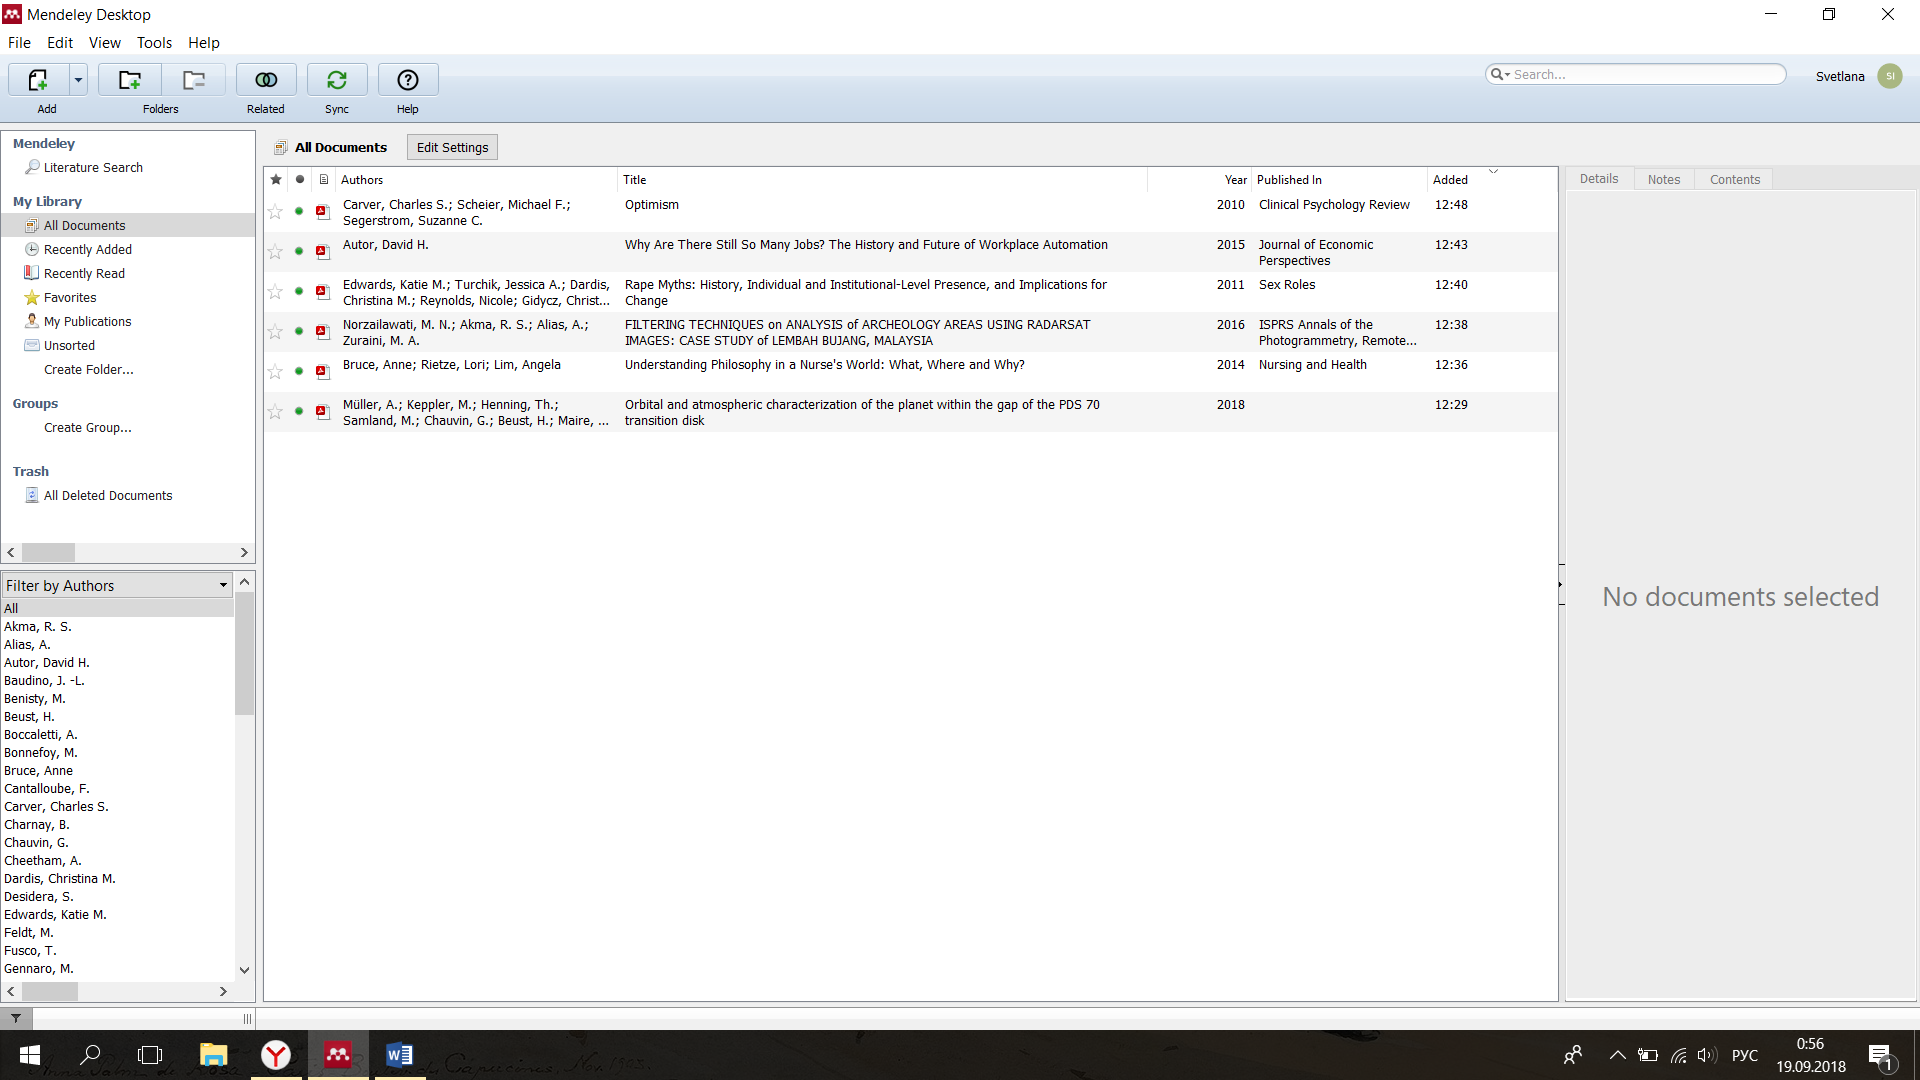 Mendeley Desktop
File Edit View Tools Help
Add Folders Related Sync Help
Search...
Svetlana SI
Mendeley
Literature Search
My Library
All Documents
Recently Added
Recently Read
Favorites
My Publications
Unsorted
Create Folder...
Groups
Create Group...
Trash
All Deleted Documents
Filter by Authors
All
Akma, R. S.
Alias, A.
Autor, David H.
Baudino, J. -L.
Benisty, M.
Beust, H.
Boccaletti, A.
Bonnefoy, M.
Bruce, Anne
Cantalloube, F.
Carver, Charles S.
Charnay, B.
Chauvin, G.
Cheetham, A.
Dardis, Christina M.
Desidera, S.
Edwards, Katie M.
Feldt, M.
Fusco, T.
Gennaro, M.
All Documents Edit Settings
Authors Title Year Published In Added
Carver, Charles S.; Scheier, Michael F.; Optimism 2010 Clinical Psychology Review 12:48
Segerstrom, Suzanne C.
Autor, David H. Why Are There Still So Many Jobs? The History and Future of Workplace Automation 2015 Journal of Economic 12:43
Perspectives
Edwards, Katie M.; Turchik, Jessica A.; Dardis, Rape Myths: History, Individual and Institutional-Level Presence, and Implications for 2011 Sex Roles 12:40
Christina M.; Reynolds, Nicole; Gidycz, Christ... Change
Norzailawati, M. N.; Akma, R. S.; Alias, A.; FILTERING TECHNIQUES on ANALYSIS of ARCHEOLOGY AREAS USING RADARSAT 2016 ISPRS Annals of the 12:38
Zuraini, M. A. IMAGES: CASE STUDY of LEMBAH BUJANG, MALAYSIA Photogrammetry, Remote...
Bruce, Anne; Rietze, Lori; Lim, Angela Understanding Philosophy in a Nurse's World: What, Where and Why? 2014 Nursing and Health 12:36
Müller, A.; Keppler, M.; Henning, Th.; Orbital and atmospheric characterization of the planet within the gap of the PDS 70 2018 12:29
Samland, M.; Chauvin, G.; Beust, H.; Maire, ... transition disk
Details Notes Contents
No documents selected
РУС
0:56
19.09.2018
1